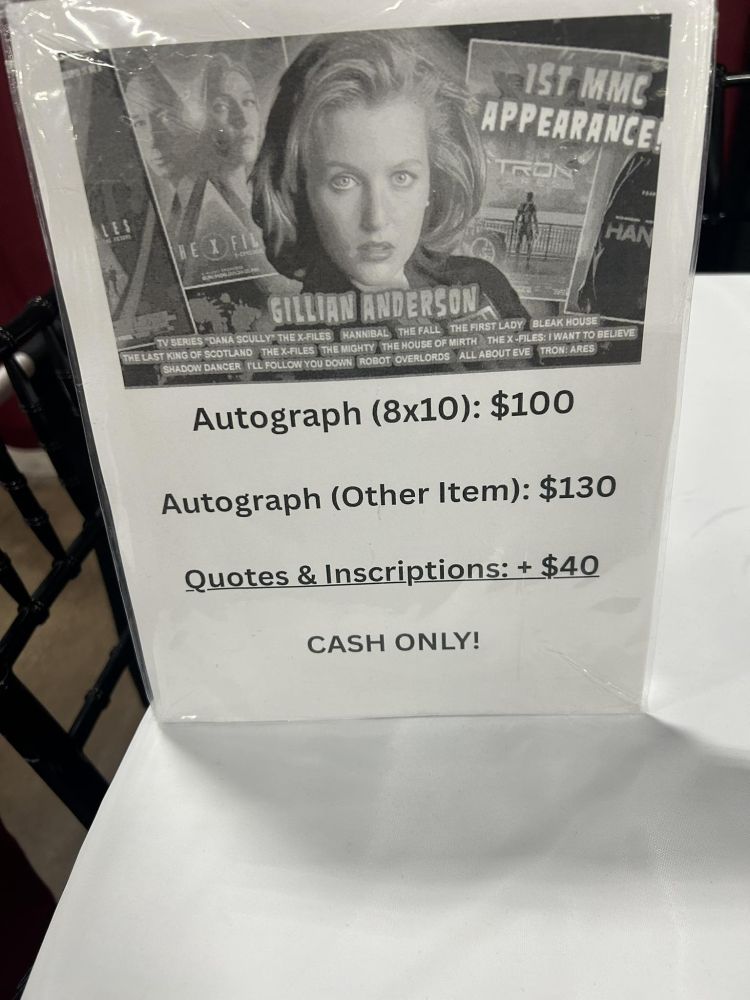 1ST MMC
APPEARANCE!
TRON
LES
HE X FIL
HAN
GILLIAN ANDERSON
TV SERIES "DANA SCULLY" THE X-FILES HANNIBAL THE FALL THE FIRST LADY BLEAK HOUSE
THE LAST KING OF SCOTLAND THE X-FILES THE MIGHTY THE HOUSE OF MIRTH THE X-FILES: I WANT TO BELIEVE
SHADOW DANCER I'LL FOLLOW YOU DOWN ROBOT OVERLORDS ALL ABOUT EVE TRON: ARES
Autograph (8x10): $100
Autograph (Other Item): $130
Quotes & Inscriptions: + $40
CASH ONLY!